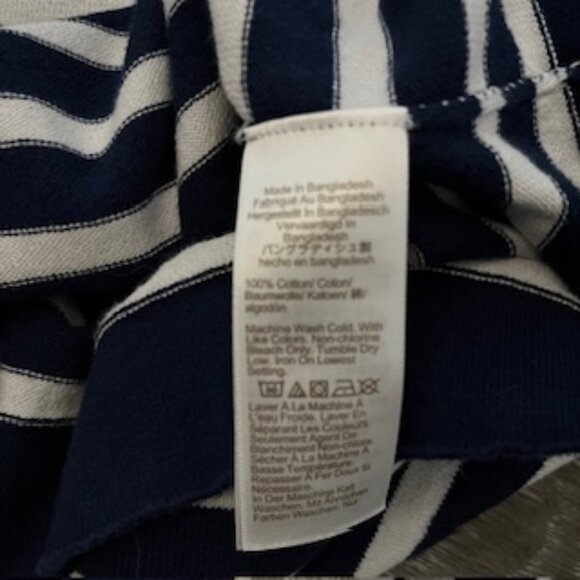 Made in Bangladesh
Fabriqué Au Bangladesh
Hergestellt In Bangladesch
Vervaardigd In
Bangladesh
バングラディシュ製
hecho en bangladesh
100% Cotton/ Coton/
Baumwolle/ Katoen/ 綿/
algodón
Machine Wash Cold. With
Like Colors. Non-chlorine
Bleach Only. Tumble Dry
Low. Iron On Lowest
Setting.
Laver À La Machine À
L'eau Froide. Laver En
Séparant Les Couleurs
Seulement Agent De
Blanchiment Non-chlore.
Sécher À La Machine À
Basse Température.
Repasser À Fer Doux Si
Nécessaire.
In Der Maschine Kalt
Waschen, Mit Ähnlichen
Farben Waschen. Nur